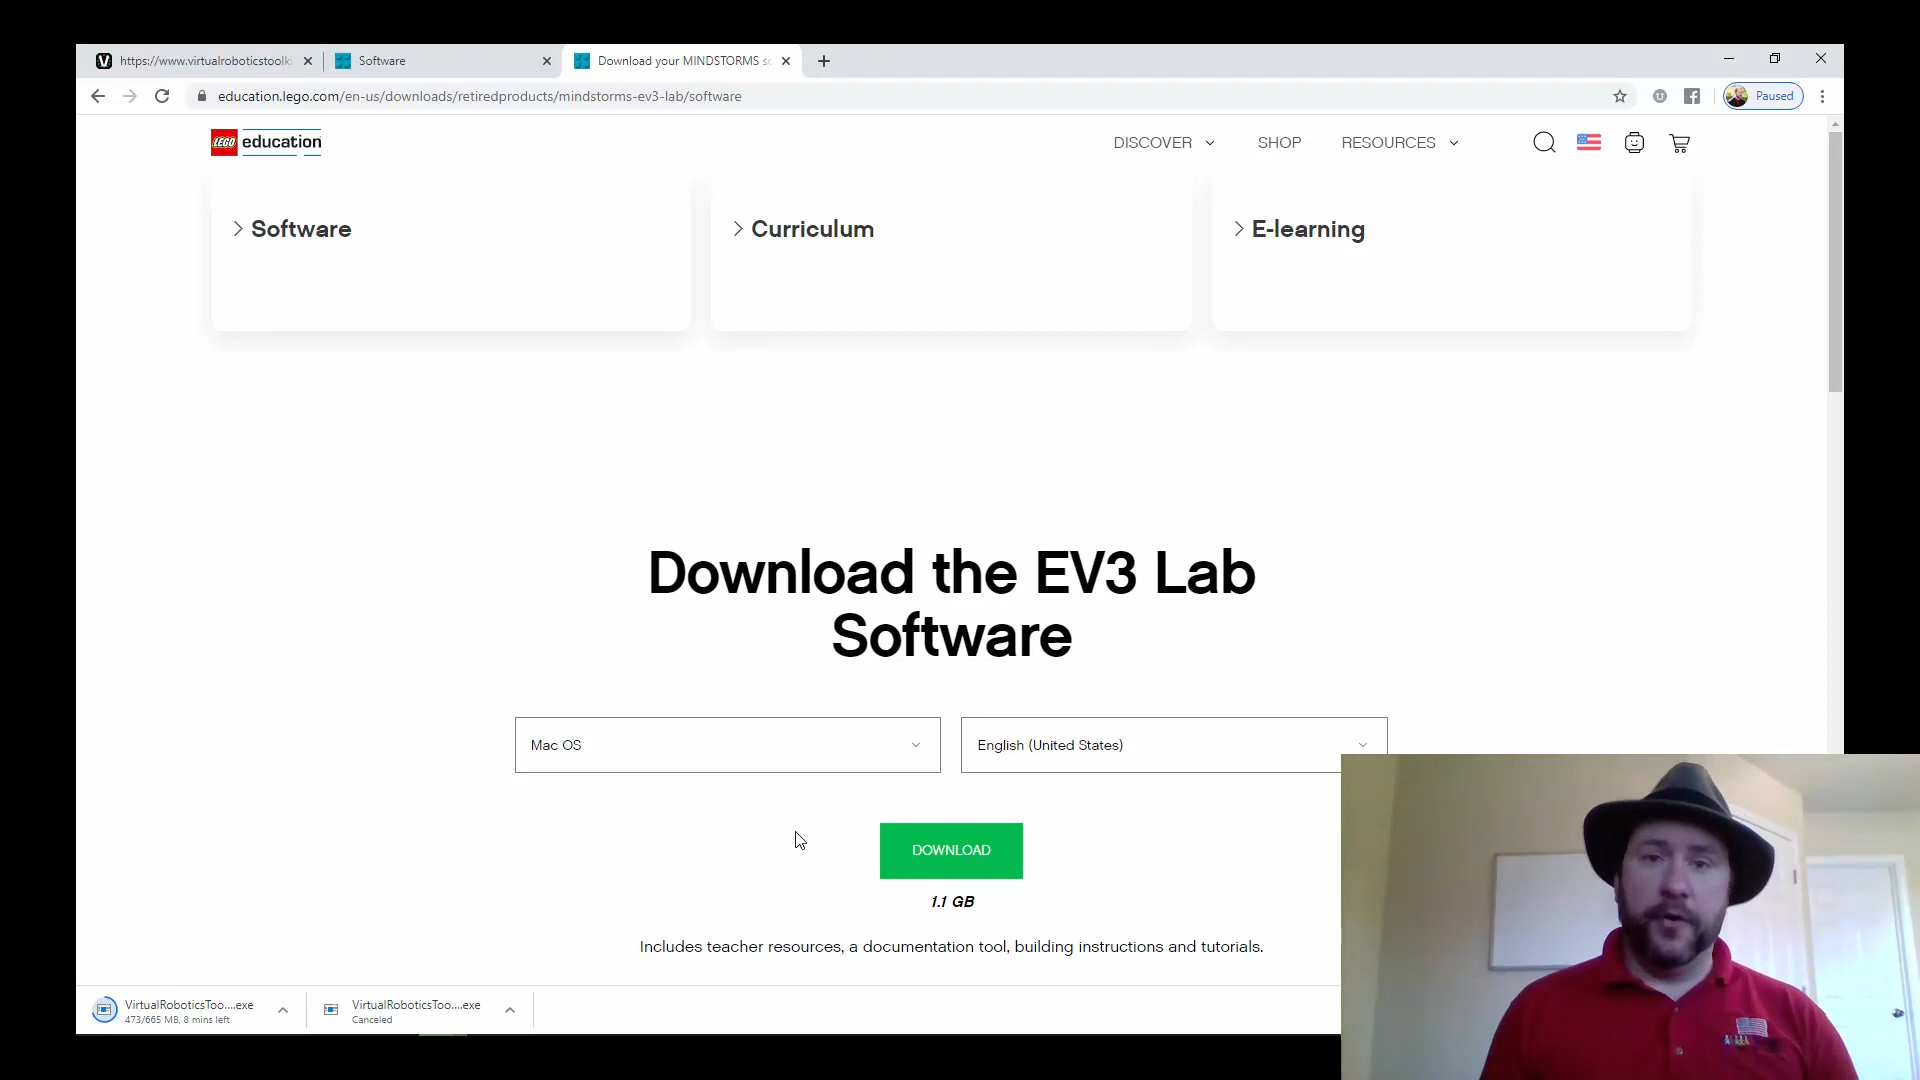 https://www.virtualroboticstoolki
Software
Download your MINDSTORMS so
education.lego.com/en-us/downloads/retiredproducts/mindstorms-ev3-lab/software
Paused
LEGO education
DISCOVER
SHOP
RESOURCES
Software
Curriculum
E-learning
Download the EV3 Lab
Software
Mac OS
English (United States)
DOWNLOAD
1.1 GB
Includes teacher resources, a documentation tool, building instructions and tutorials.
VirtualRoboticsToo....exe
473/665 MB, 8 mins left
VirtualRoboticsToo....exe
Canceled